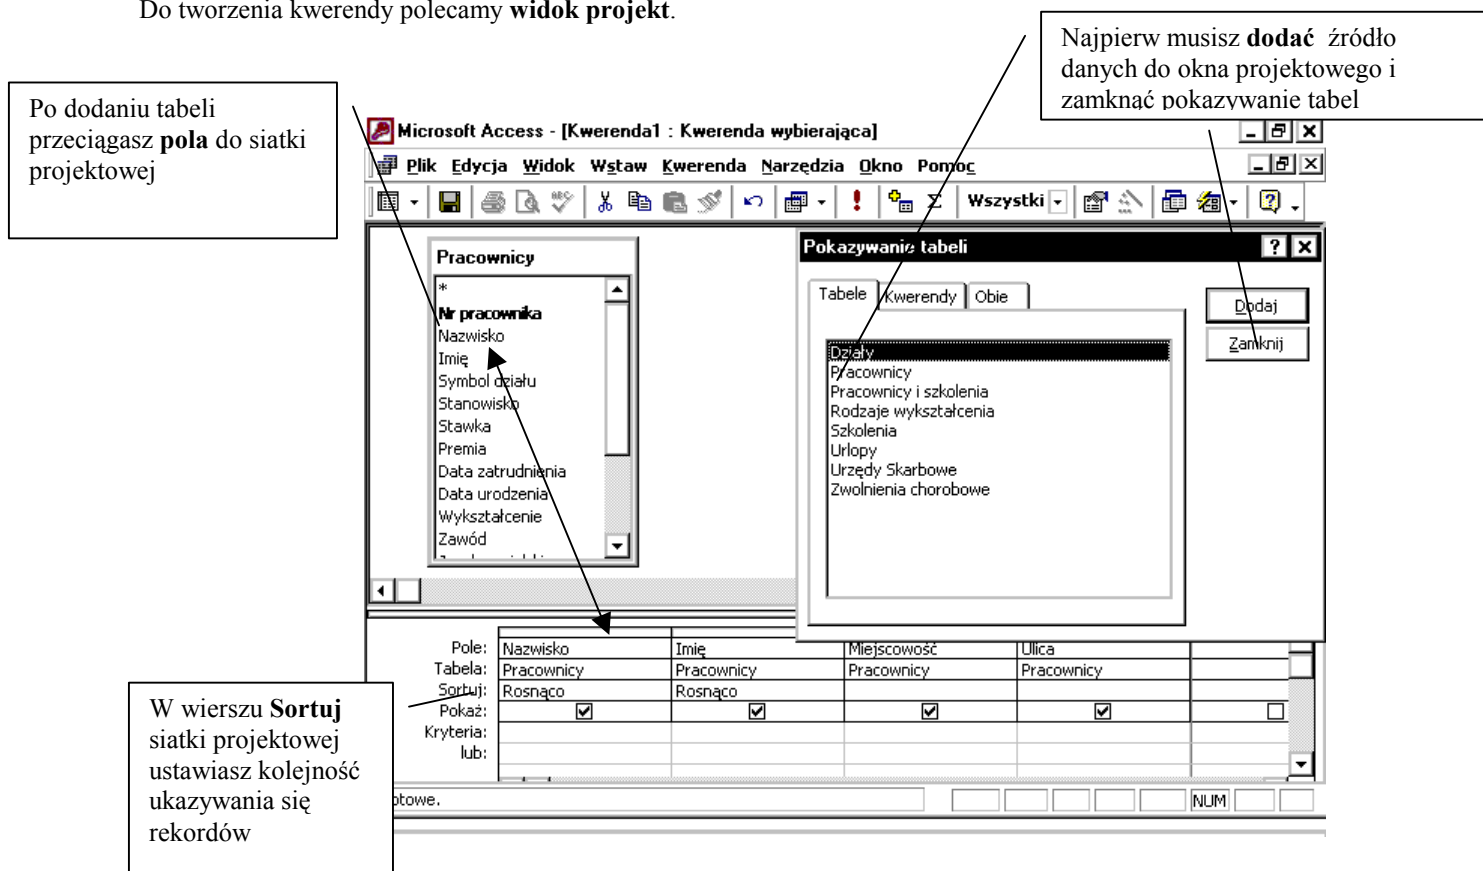 Do tworzenia kwerendy polecamy widok projekt.
Najpierw musisz dodać źródło
danych do okna projektowego i
zamknąć pokazywanie tabel
Po dodaniu tabeli
przeciągasz pola do siatki
projektowej
Microsoft Access - [Kwerenda1 : Kwerenda wybierająca]
Plik Edycja Widok Wstaw Kwerenda Narzędzia Okno Pomoc
Wszystki
Pracownicy
*
Nr pracownika
Nazwisko
Imię
Symbol działu
Stanowisko
Stawka
Premia
Data zatrudnienia
Data urodzenia
Wykształcenie
Zawód
Pokazywanie tabeli
Tabele Kwerendy Obie
Działy
Pracownicy
Pracownicy i szkolenia
Rodzaje wykształcenia
Szkolenia
Urlopy
Urzędy Skarbowe
Zwolnienia chorobowe
Dodaj
Zamknij
Pole: Nazwisko Imię Miejscowość Ulica
Tabela: Pracownicy Pracownicy Pracownicy Pracownicy
Sortuj: Rosnąco Rosnąco
Pokaż:
Kryteria:
lub:
W wierszu Sortuj
siatki projektowej
ustawiasz kolejność
ukazywania się
rekordów
otowe.
NUM